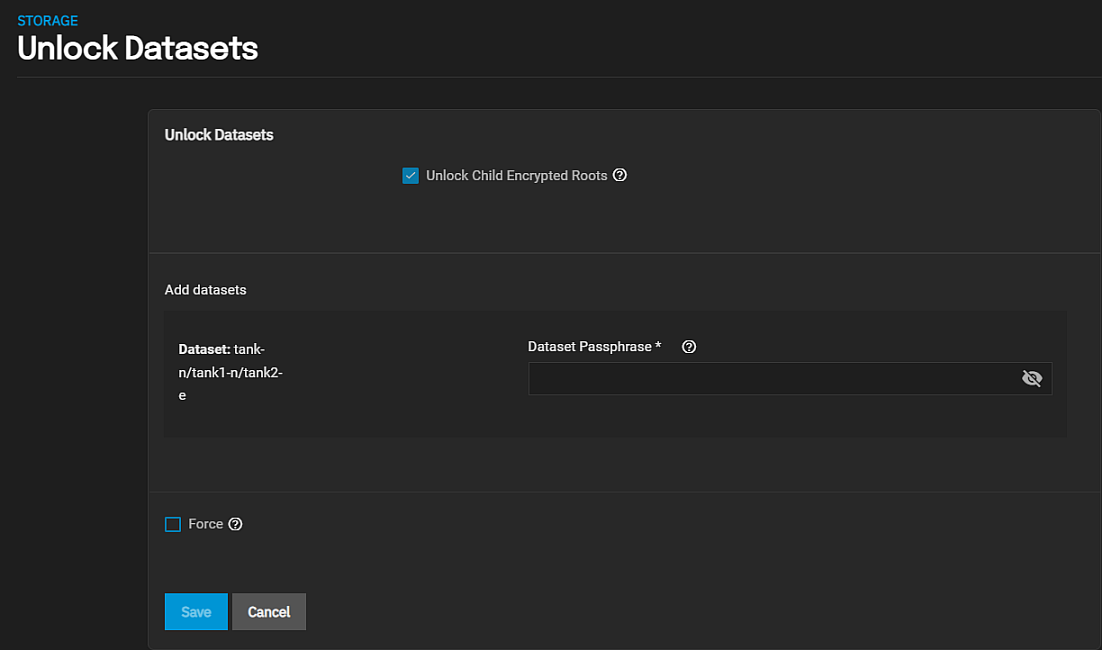 STORAGE
Unlock Datasets
Unlock Datasets
Unlock Child Encrypted Roots
Add datasets
Dataset: tank-
n/tank1-n/tank2-
e
Dataset Passphrase *
Force
Save
Cancel